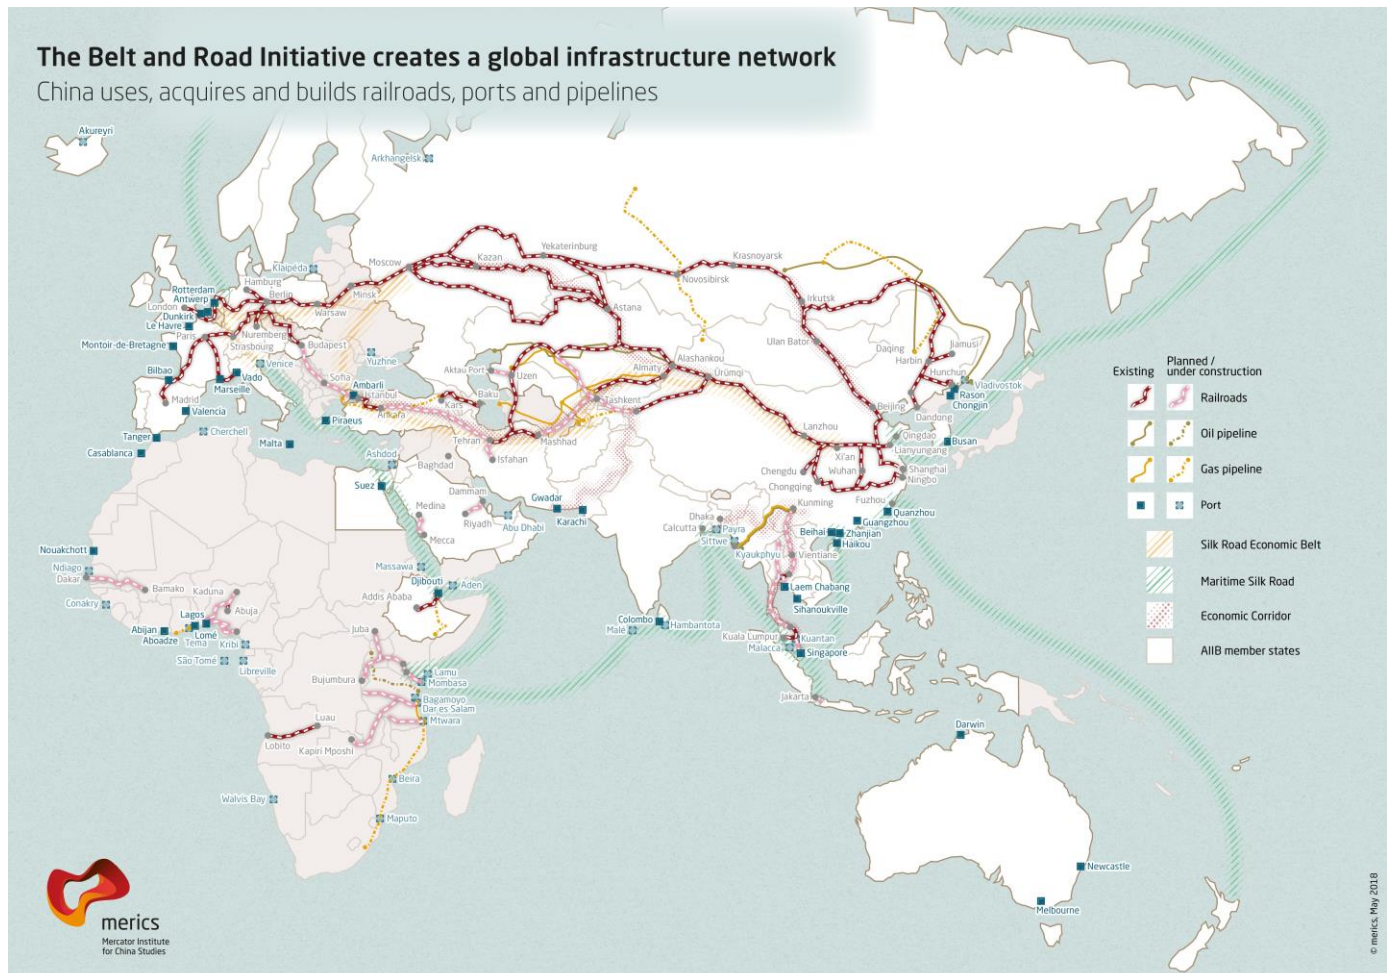 The Belt and Road Initiative creates a global infrastructure network
China uses, acquires and builds railroads, ports and pipelines
Akureyri
Arkhangelsk
Yekaterinburg
Krasnoyarsk
Kazan
Moscow
Novosibirsk
Klaipėda
Hamburg
Rotterdam
Antwerp
Berlin
Minsk
London
Warsaw
Dunkirk
Le Havre
Paris
Nuremberg
Strasbourg
Budapest
Montoir-de-Bretagne
Venice
Yuzhne
Bilbao
Vado
Marseille
Madrid
Sofia
Ambarli
Istanbul
Valencia
Piraeus
Ankara
Kars
Baku
Aktau Port
Uzen
Astana
Irkutsk
Ulan Bator
Alashankou
Almaty
Ürümqi
Tashkent
Daqing
Jiamusi
Harbin
Hunchun
Vladivostok
Rason
Chongjin
Beijing
Dandong
Lanzhou
Qingdao
Lianyungang
Busan
Tanger
Casablanca
Cherchell
Malta
Tehran
Mashhad
Isfahan
Ashdod
Baghdad
Suez
Xi'an
Chengdu
Wuhan
Shanghai
Ningbo
Chongqing
Dammam
Medina
Riyadh
Mecca
Abu Dhabi
Gwadar
Karachi
Kunming
Fuzhou
Quanzhou
Guangzhou
Dhaka
Calcutta
Payra
Sittwe
Kyaukphyu
Beihai
Zhanjian
Haikou
Vientiane
Nouakchott
Ndiago
Dakar
Bamako
Kaduna
Abuja
Conakry
Lagos
Abijan
Lomé
Aboadze
Tema
Kribi
São Tomé
Libreville
Massawa
Djibouti
Aden
Addis Ababa
Juba
Bujumbura
Lamu
Mombasa
Bagamoyo
Dar es Salam
Mtwara
Luau
Lobito
Kapiri Mposhi
Beira
Walvis Bay
Maputo
Colombo
Hambantota
Malé
Laem Chabang
Sihanoukville
Kuala Lumpur
Kuantan
Malacca
Singapore
Jakarta
Darwin
Newcastle
Melbourne
Existing
Planned /
under construction
Railroads
Oil pipeline
Gas pipeline
Port
Silk Road Economic Belt
Maritime Silk Road
Economic Corridor
AIIB member states
merics
Mercator Institute
for China Studies
© merics, May 2018